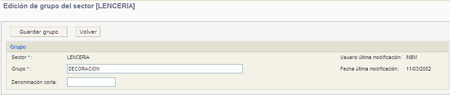 Edición de grupo del sector [LENCERIA]
Guardar grupo Volver
Grupo
Sector * : LENCERIA Usuario última modificación: INBM
Grupo * : DECORACION Fecha última modificación: 11/03/2002
Denominación corta: